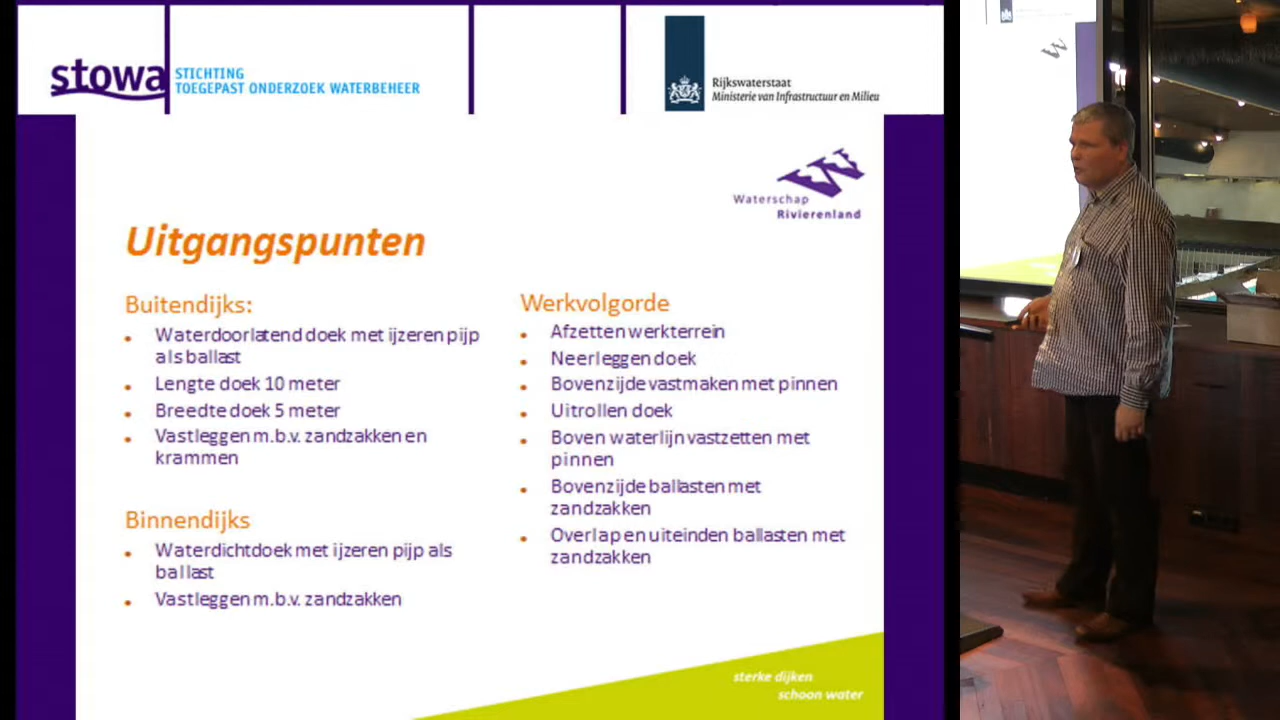 stowa
STICHTING
TOEGEPAST ONDERZOEK WATERBEHEER
Rijkswaterstaat
Ministerie van Infrastructuur en Milieu
Waterschap
Rivierenland
Uitgangspunten
Buitendijks:
Waterdoorlatend doek met ijzeren pijp
als ballast
Lengte doek 10 meter
Breedte doek 5 meter
Vastleggen m.b.v. zandzakken en
krammen
Binnendijks
Waterdicht doek met ijzeren pijp als
ballast
Vastleggen m.b.v. zandzakken
Werkvolgorde
Afzetten werkterrein
Neerleggen doek
Bovenzijde vastmaken met pinnen
Uitrollen doek
Boven waterlijn vastzetten met
pinnen
Bovenzijde ballasten met
zandzakken
Overlap en uiteinden ballasten met
zandzakken
sterke dijken
schoon water